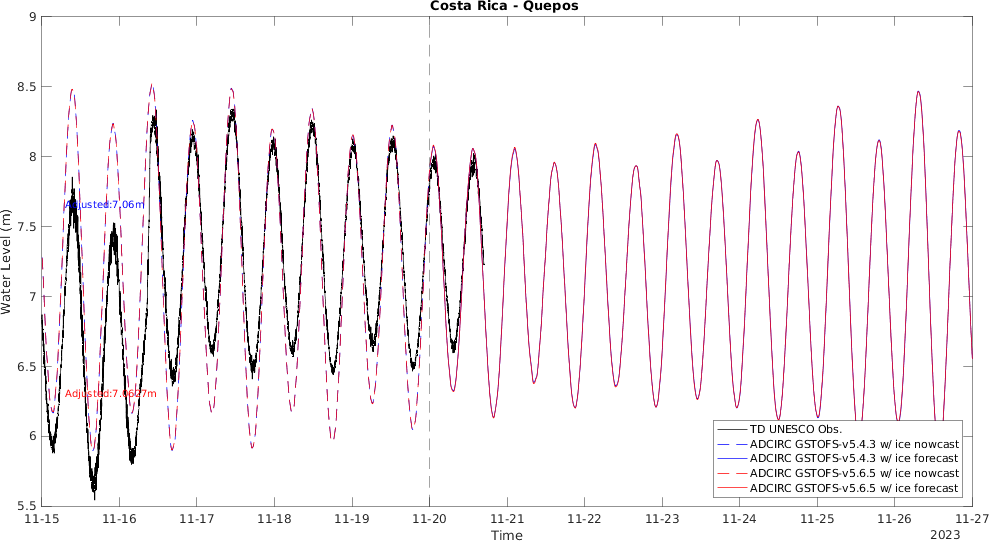 Costa Rica - Quepos
Water Level (m)
9
8.5
8
7.5
7
6.5
6
5.5
Adjusted:7.06m
Adjusted:7.0627m
TD UNESCO Obs.
ADCIRC GSTOFS-v5.4.3 w/ ice nowcast
ADCIRC GSTOFS-v5.4.3 w/ ice forecast
ADCIRC GSTOFS-v5.6.5 w/ ice nowcast
ADCIRC GSTOFS-v5.6.5 w/ ice forecast
11-15 11-16 11-17 11-18 11-19 11-20 11-21 11-22 11-23 11-24 11-25 11-26 11-27
Time
2023